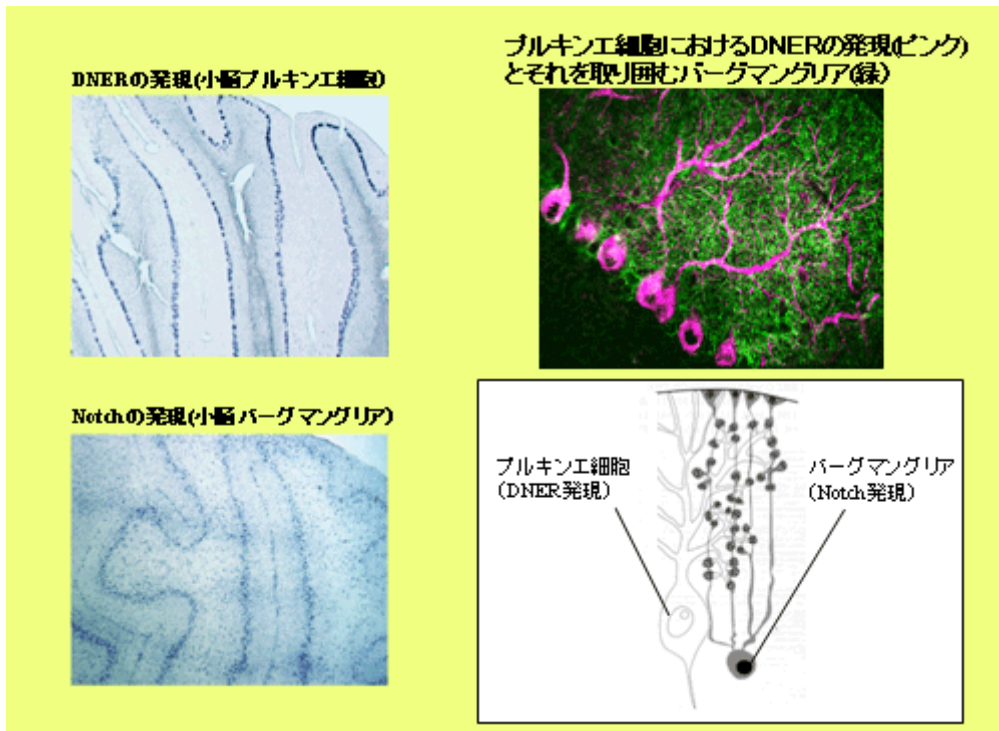 DNERの発現(小脳プルキンエ細胞)
プルキンエ細胞におけるDNERの発現(ピンク)
とそれを取り囲むバーグマングリア(緑)
Notchの発現(小脳バーグマングリア)
プルキンエ細胞
(DNER発現)
バーグマングリア
(Notch発現)